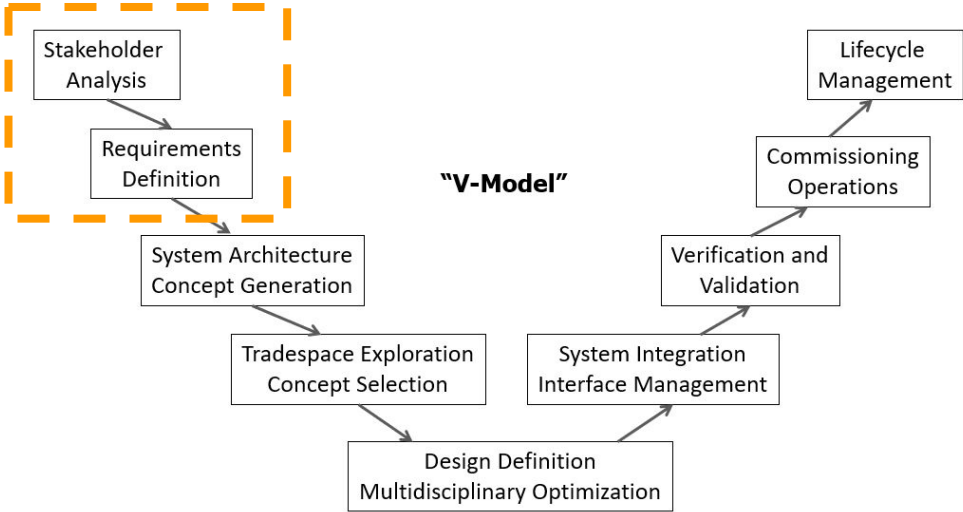 Stakeholder
Analysis
Requirements
Definition
System Architecture
Concept Generation
Tradespace Exploration
Concept Selection
Design Definition
Multidisciplinary Optimization
System Integration
Interface Management
Verification and
Validation
Commissioning
Operations
Lifecycle
Management
“V-Model”